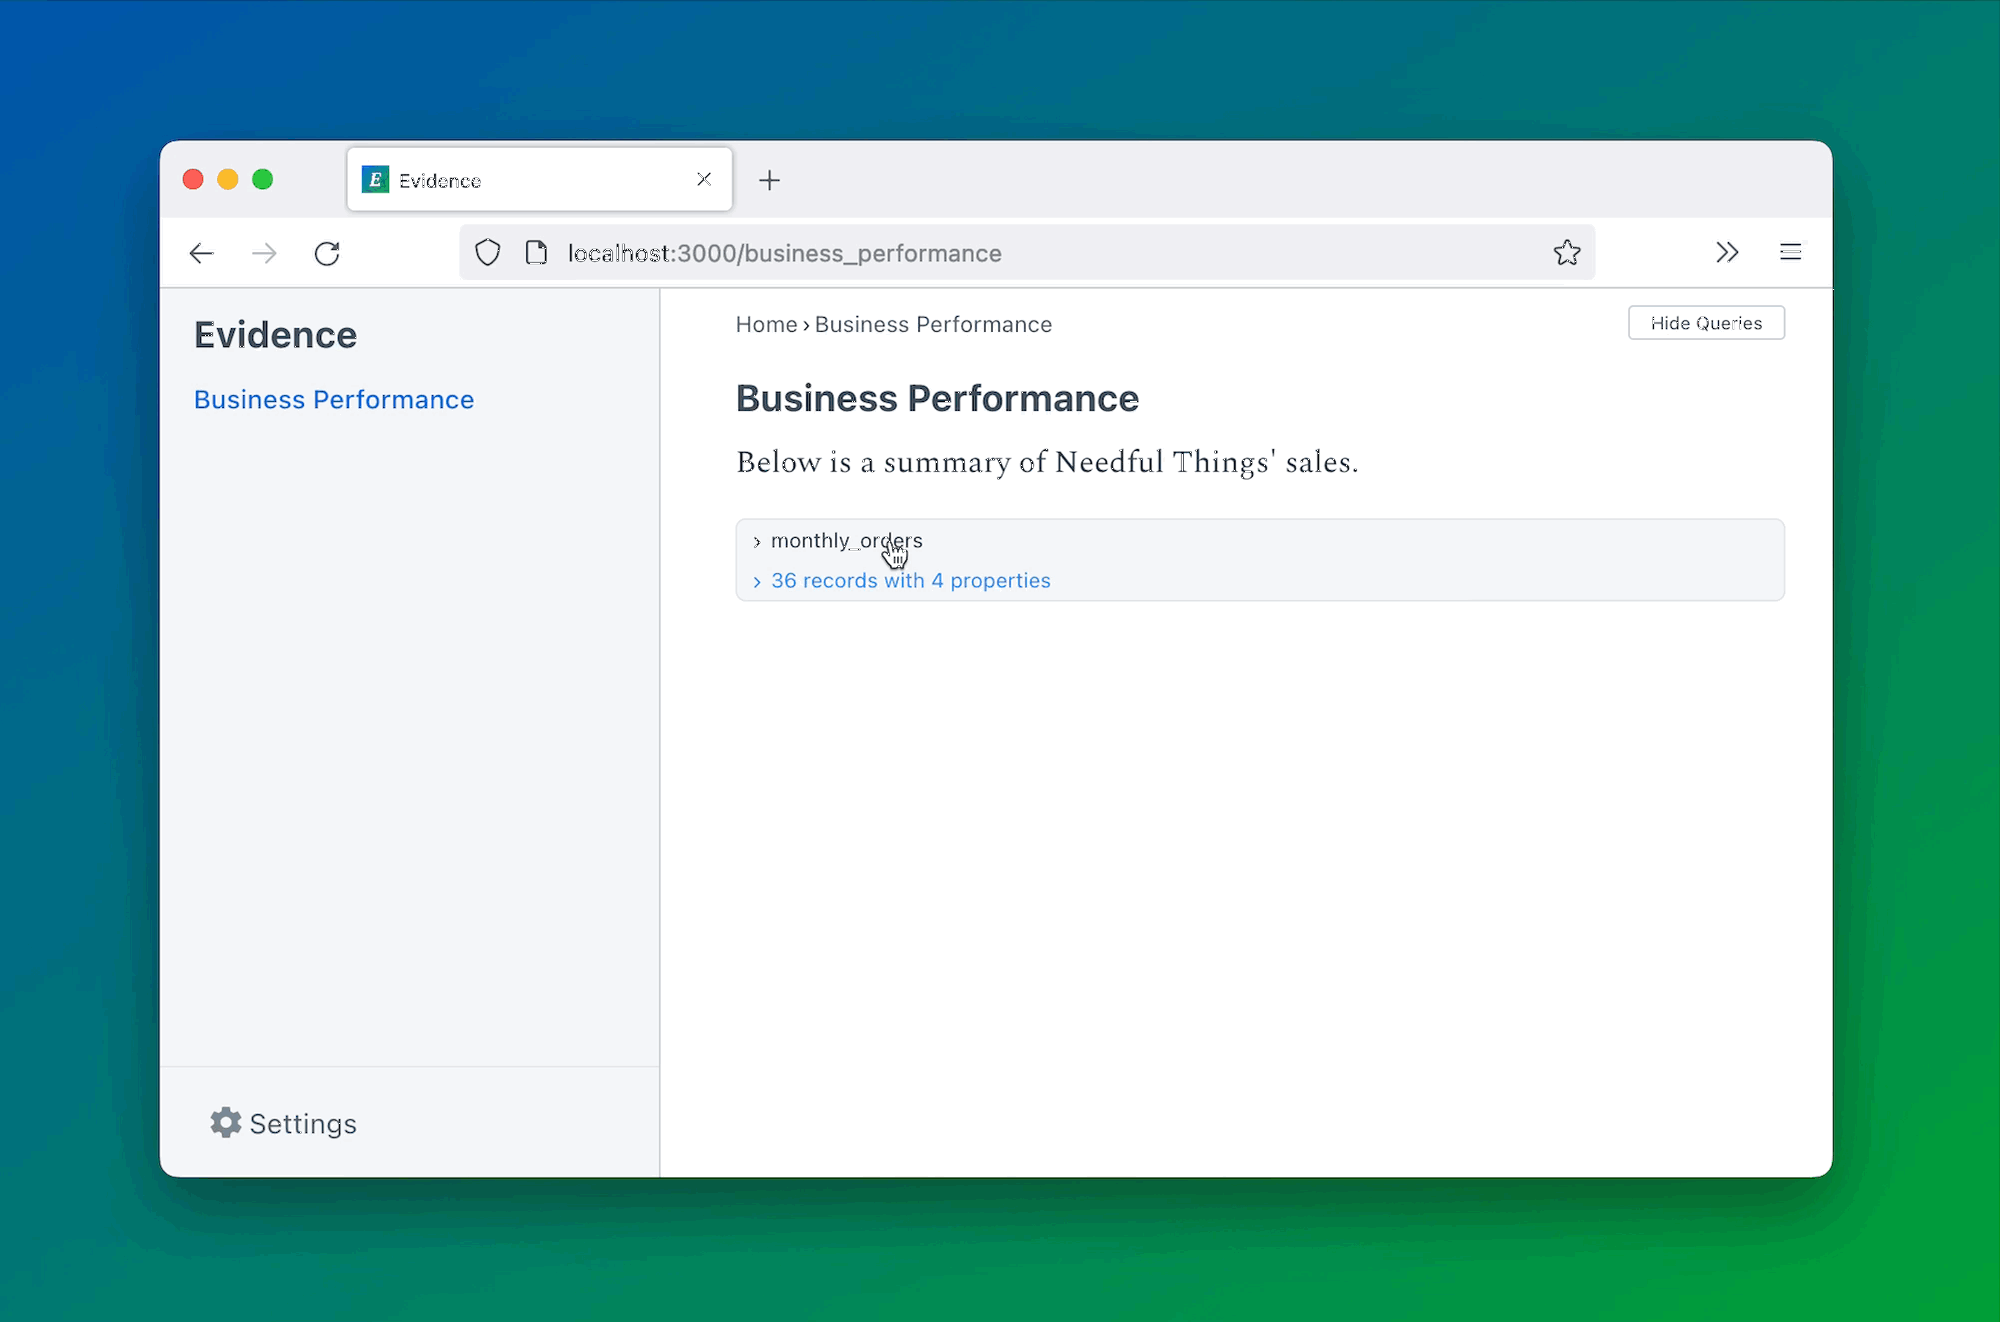 E Evidence
localhost:3000/business_performance
Evidence
Business Performance
Settings
Home › Business Performance
Hide Queries
Business Performance
Below is a summary of Needful Things' sales.
monthly_orders
36 records with 4 properties